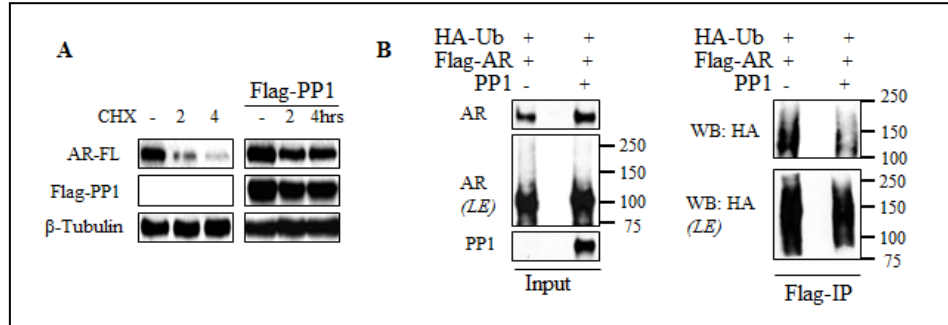 A
Flag-PP1
CHX - 2 4 - 2 4hrs
AR-FL
Flag-PP1
β-Tubulin
B
HA-Ub + +
Flag-AR + +
PP1 - +
AR
250
150
AR
(LE)
100
75
PP1
Input
HA-Ub + +
Flag-AR + +
PP1 - +
250
WB: HA
150
100
250
WB: HA
(LE)
150
100
75
Flag-IP